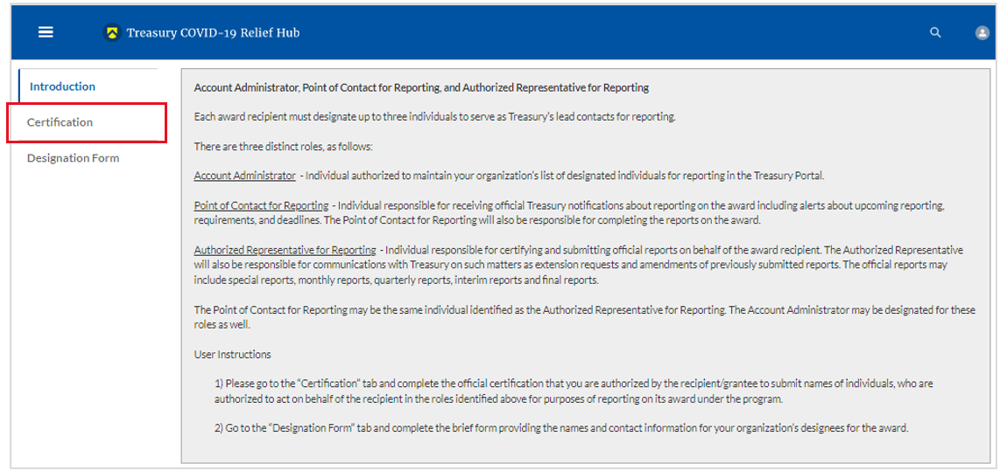 Treasury COVID-19 Relief Hub
Introduction
Certification
Designation Form
Account Administrator, Point of Contact for Reporting, and Authorized Representative for Reporting
Each award recipient must designate up to three individuals to serve as Treasury's lead contacts for reporting.
There are three distinct roles, as follows:
Account Administrator - Individual authorized to maintain your organization's list of designated individuals for reporting in the Treasury Portal.
Point of Contact for Reporting - Individual responsible for receiving official Treasury notifications about reporting on the award including alerts about upcoming reporting,
requirements, and deadlines. The Point of Contact for Reporting will also be responsible for completing the reports on the award.
Authorized Representative for Reporting - Individual responsible for certifying and submitting official reports on behalf of the award recipient. The Authorized Representative
will also be responsible for communications with Treasury on such matters as extension requests and amendments of previously submitted reports. The official reports may
include special reports, monthly reports, quarterly reports, interim reports and final reports.
The Point of Contact for Reporting may be the same individual identified as the Authorized Representative for Reporting. The Account Administrator may be designated for these
roles as well.
User Instructions
1) Please go to the "Certification" tab and complete the official certification that you are authorized by the recipient/grantee to submit names of individuals, who are
authorized to act on behalf of the recipient in the roles identified above for purposes of reporting on its award under the program.
2) Go to the "Designation Form" tab and complete the brief form providing the names and contact information for your organization's designees for the award.